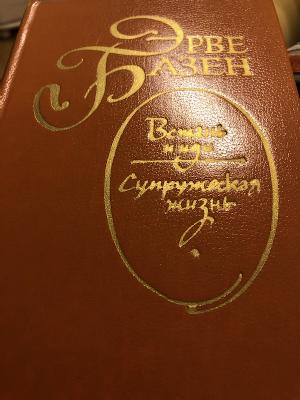 ЭРВЕ
БАЗЕН
Встань
и иди
Супружеская
жизнь